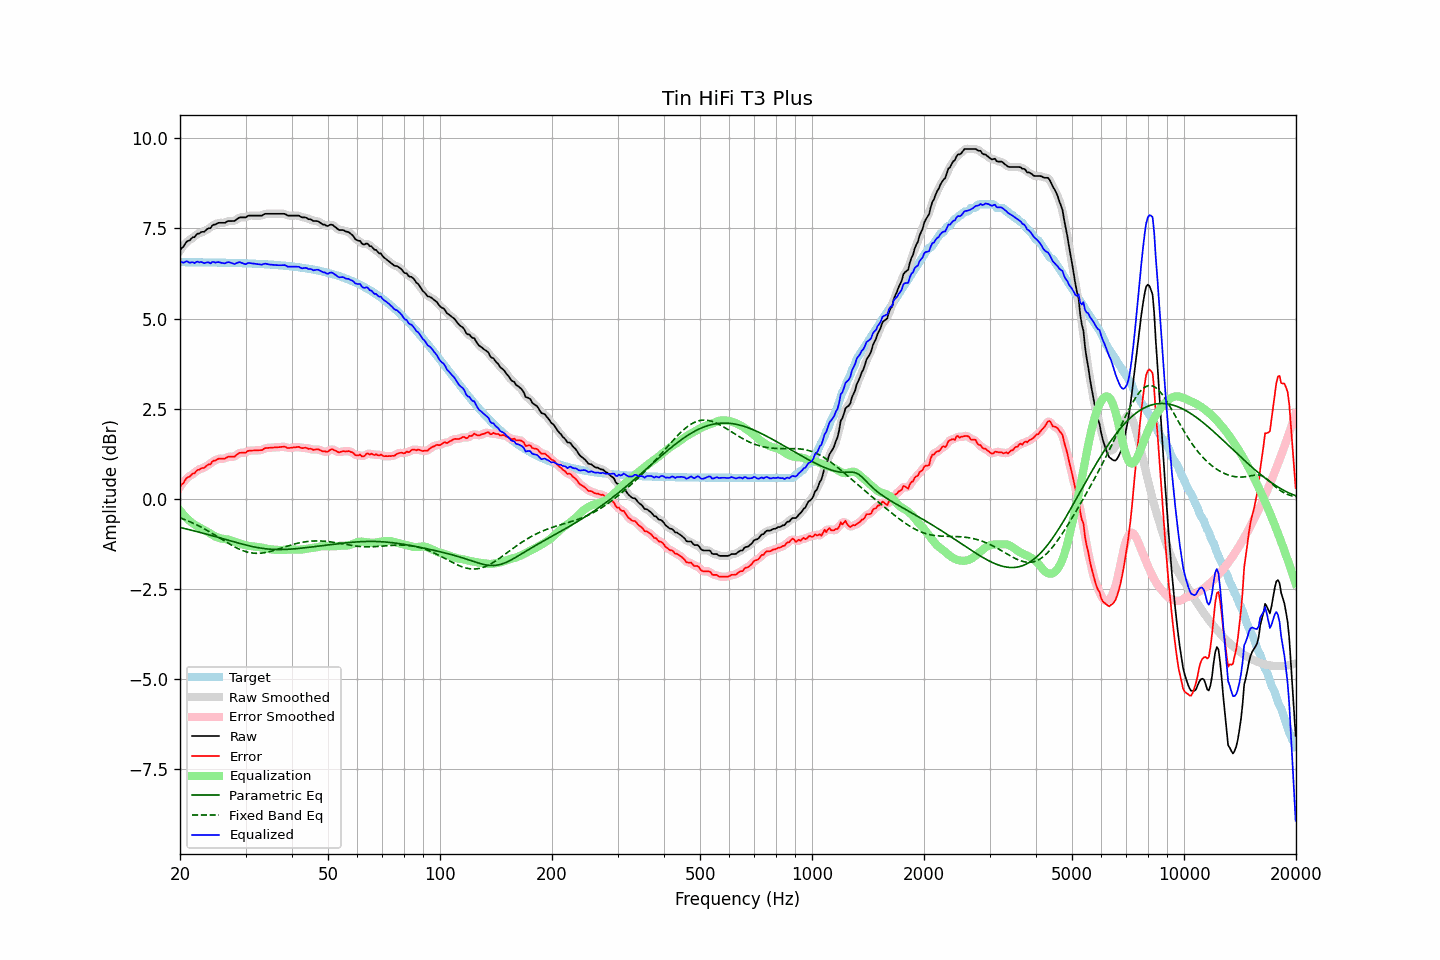 Tin HiFi T3 Plus
Amplitude (dBr)
10.0
7.5
5.0
2.5
0.0
−2.5
−5.0
−7.5
Target
Raw Smoothed
Error Smoothed
Raw
Error
Equalization
Parametric Eq
Fixed Band Eq
Equalized
20 50 100 200 500 1000 2000 5000 10000 20000
Frequency (Hz)